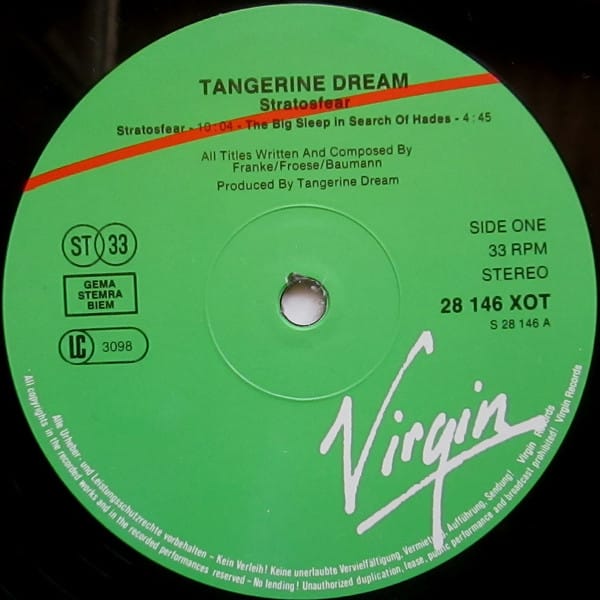 TANGERINE DREAM
Stratosfear
Stratosfear - 10:04 - The Big Sleep in Search Of Hades - 4:45
All Titles Written And Composed By
Franke/Froese/Baumann
Produced By Tangerine Dream
ST 33
GEMA
STEMRA
BIEM
LC 3098
SIDE ONE
33 RPM
STEREO
28 146 XOT
S 28 146 A
Virgin
Alle Urheber- und Leistungsschutzrechte vorbehalten – Kein Verleih! Keine unerlaubte Vervielfältigung, Vermietung, Aufführung, Sendung! Virgin Records
All copyrights in the recorded works and in the recorded performances reserved – No lending! Unauthorized duplication, lease, public performance and broadcast prohibited! Virgin Records